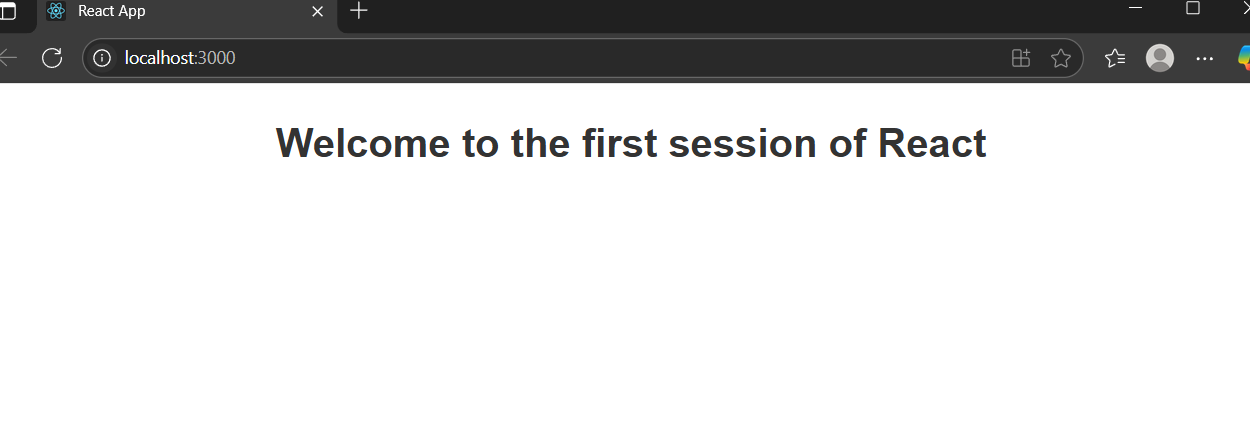 React App
localhost:3000
Welcome to the first session of React